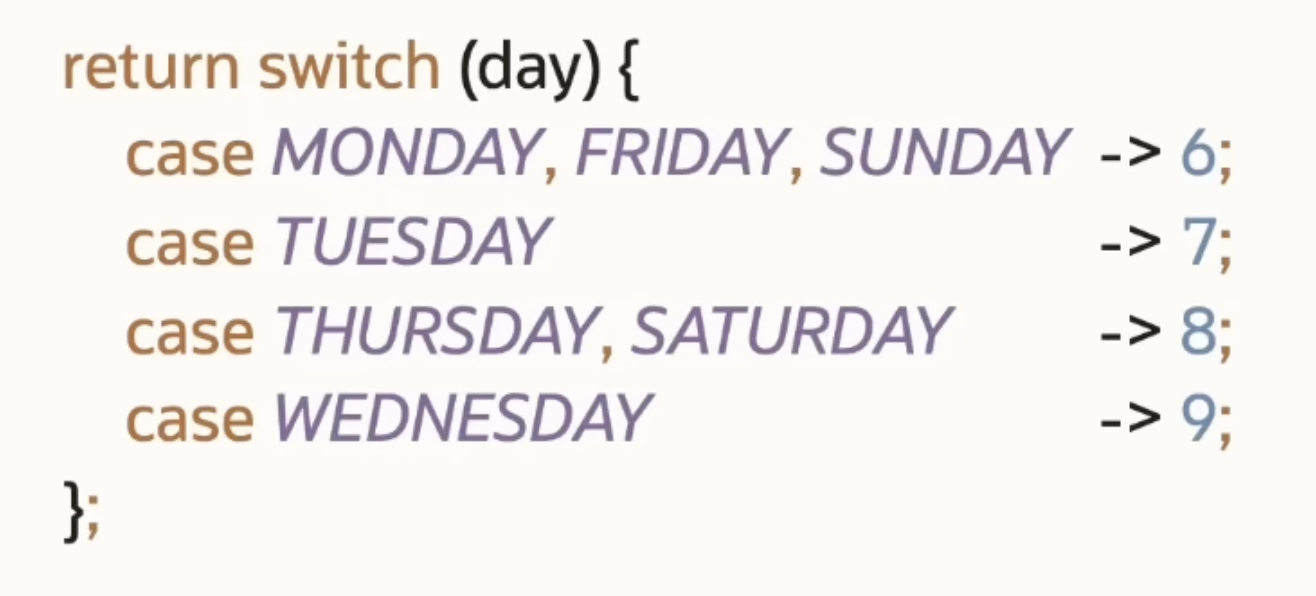 return switch (day) {
case MONDAY, FRIDAY, SUNDAY -> 6;
case TUESDAY -> 7;
case THURSDAY, SATURDAY -> 8;
case WEDNESDAY -> 9;
};